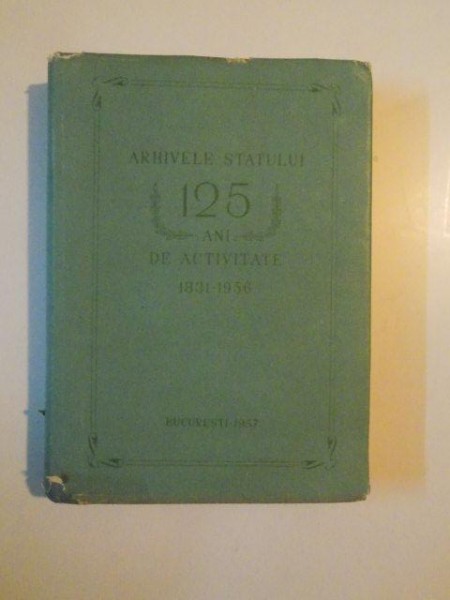 ARHIVELE STATULUI
125
ANI
DE ACTIVITATE
1831-1956
BUCUREȘTI-1957